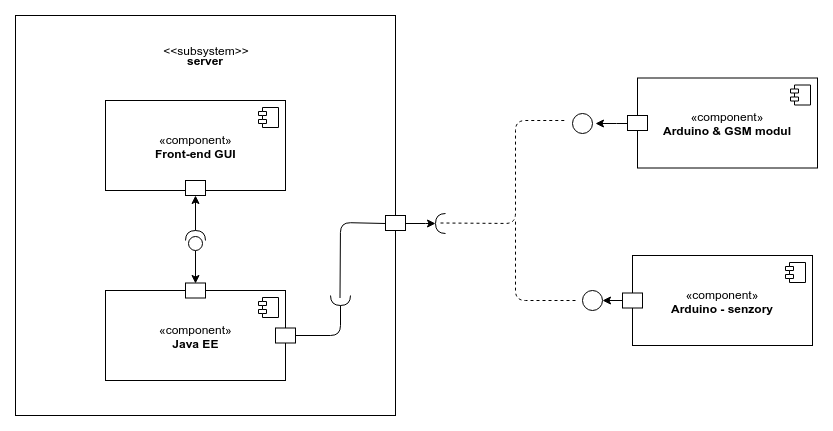 <<subsystem>>
server
«component»
Front-end GUI
«component»
Java EE
«component»
Arduino & GSM modul
«component»
Arduino - senzory